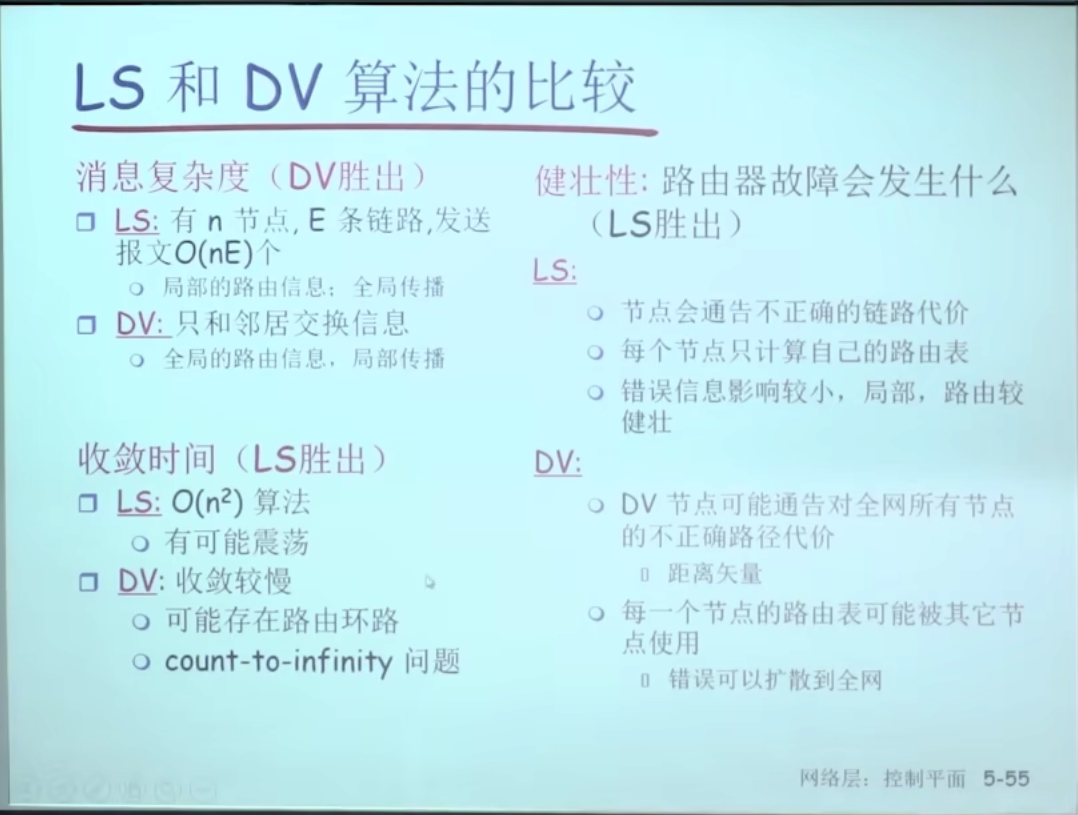 LS 和 DV 算法的比较
消息复杂度（DV胜出）
LS: 有 n 节点, E 条链路,发送
报文O(nE)个
局部的路由信息；全局传播
DV: 只和邻居交换信息
全局的路由信息，局部传播
收敛时间（LS胜出）
LS: O(n²) 算法
有可能震荡
DV: 收敛较慢
可能存在路由环路
count-to-infinity 问题
健壮性: 路由器故障会发生什么
（LS胜出）
LS:
节点会通告不正确的链路代价
每个节点只计算自己的路由表
错误信息影响较小，局部，路由较
健壮
DV:
DV 节点可能通告对全网所有节点
的不正确路径代价
距离矢量
每一个节点的路由表可能被其它节
点使用
错误可以扩散到全网
网络层：控制平面 5-55